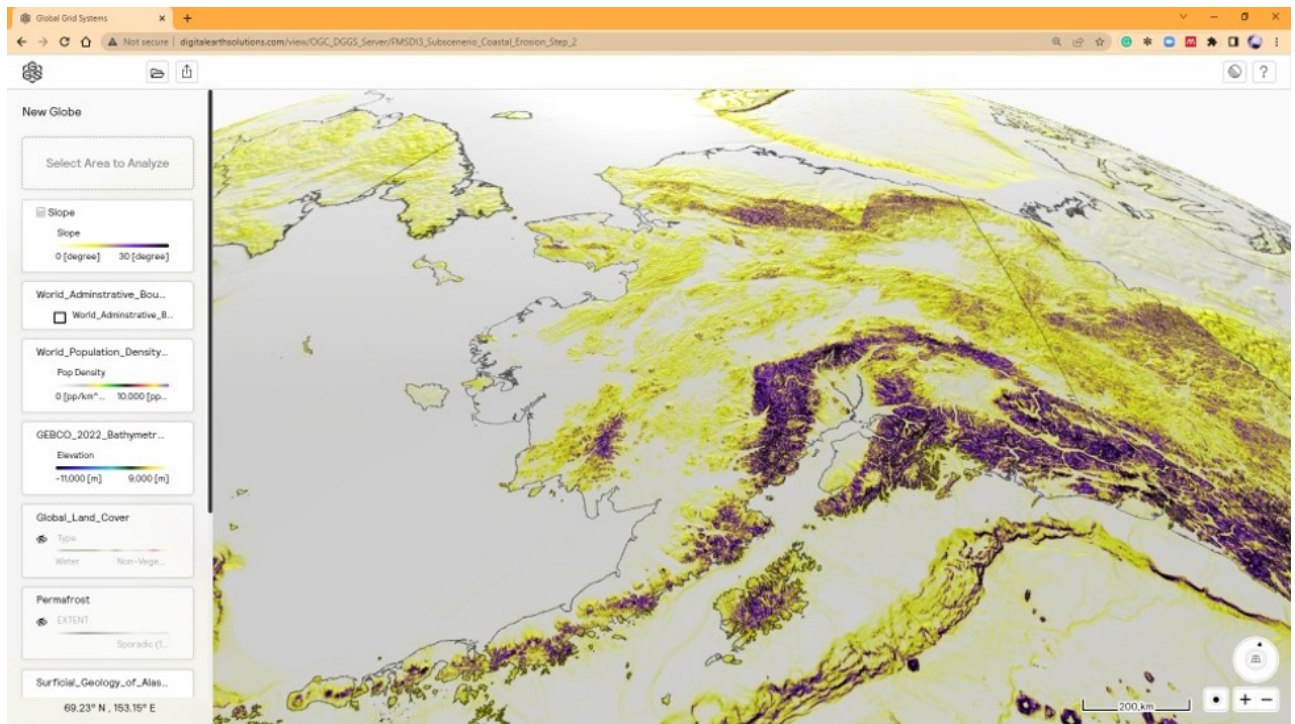 Global Grid Systems
Not secure | digitalearthsolutions.com/view/OGC_DGGS_Server/FMSDI3_Subscenerio_Coastal_Erosion_Step_2
New Globe
Select Area to Analyze
Slope
Slope
0 [degree] 30 [degree]
World_Adminstrative_Bou...
World_Adminstrative_B...
World_Population_Density...
Pop Density
0 [pp/km^... 10,000 [pp...
GEBCO_2022_Bathymetr...
Elevation
-11,000 [m] 9,000 [m]
Global_Land_Cover
Type
Water Non-Vege...
Permafrost
EXTENT
Sporadic (1...
Surficial_Geology_of_Alas...
69.23° N , 153.15° E
200 km